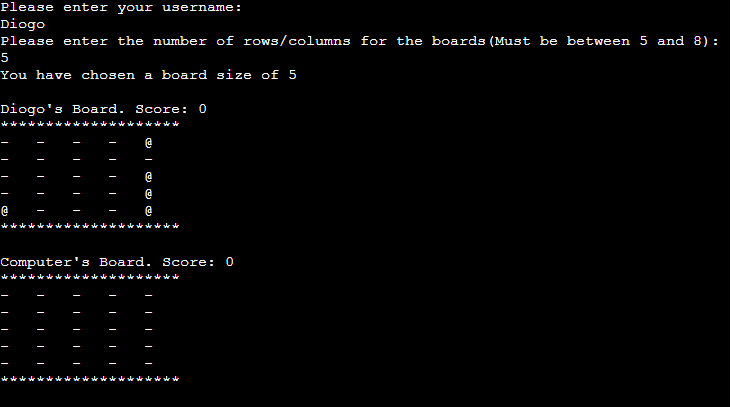 Please enter your username:
Diogo
Please enter the number of rows/columns for the boards(Must be between 5 and 8):
5
You have chosen a board size of 5
Diogo's Board. Score: 0
********************
-   -   -   -   @
-   -   -   -   -
-   -   -   -   @
-   -   -   -   @
@   -   -   -   @
********************
Computer's Board. Score: 0
********************
-   -   -   -   -
-   -   -   -   -
-   -   -   -   -
-   -   -   -   -
-   -   -   -   -
********************